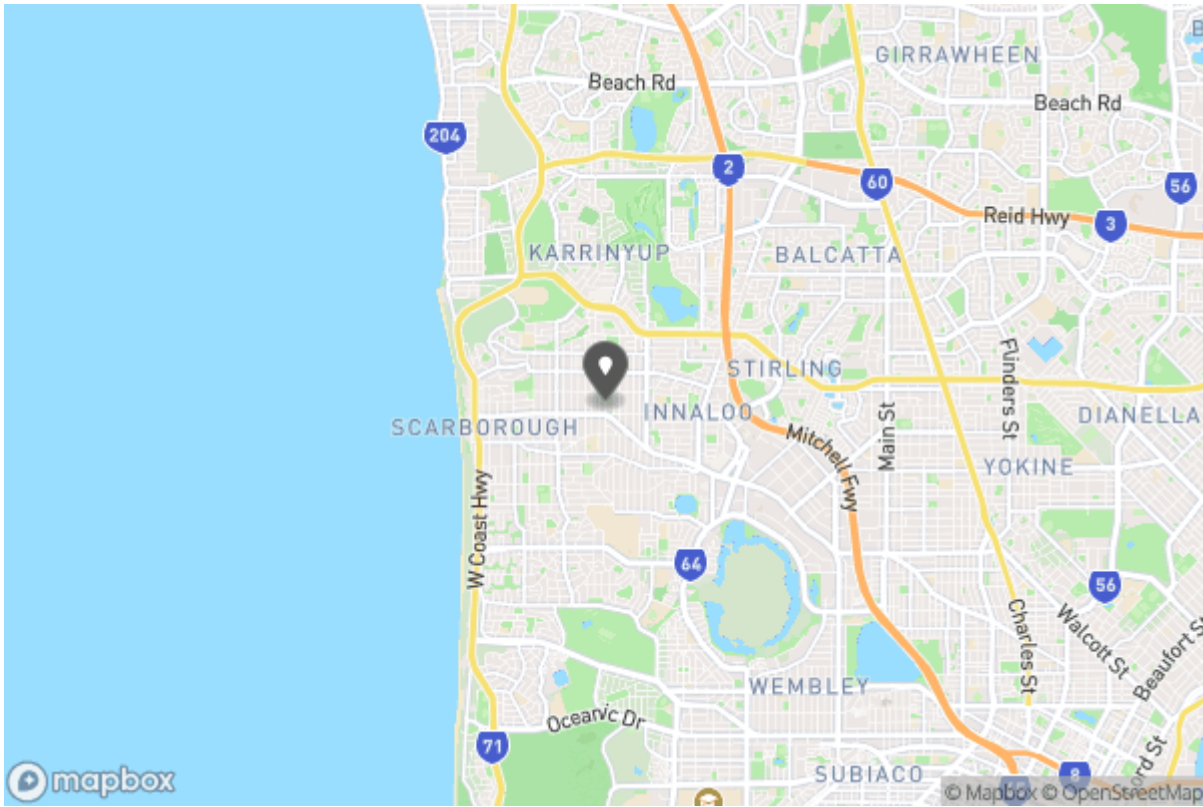 GIRRAWHEEN
Beach Rd
Beach Rd
204
2
60
56
Reid Hwy
3
KARRINYUP
BALCATTA
STIRLING
Flinders St
INNALOO
DIANELLA
SCARBOROUGH
Main St
Mitchell Fwy
YOKINE
W Coast Hwy
64
56
Charles St
Walcott St
Beaufort St
WEMBLEY
Oceanic Dr
71
SUBIACO
8
ord St
mapbox
© Mapbox © OpenStreetMap